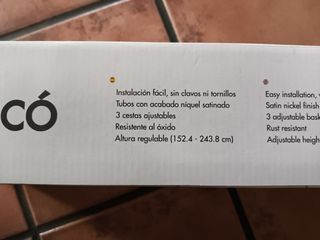 CÓ
Instalación fácil, sin clavos ni tornillos
Tubos con acabado níquel satinado
3 cestas ajustables
Resistente al óxido
Altura regulable (152.4 - 243.8 cm)
Easy installation, w
Satin nickel finish
3 adjustable bask
Rust resistant
Adjustable heigh